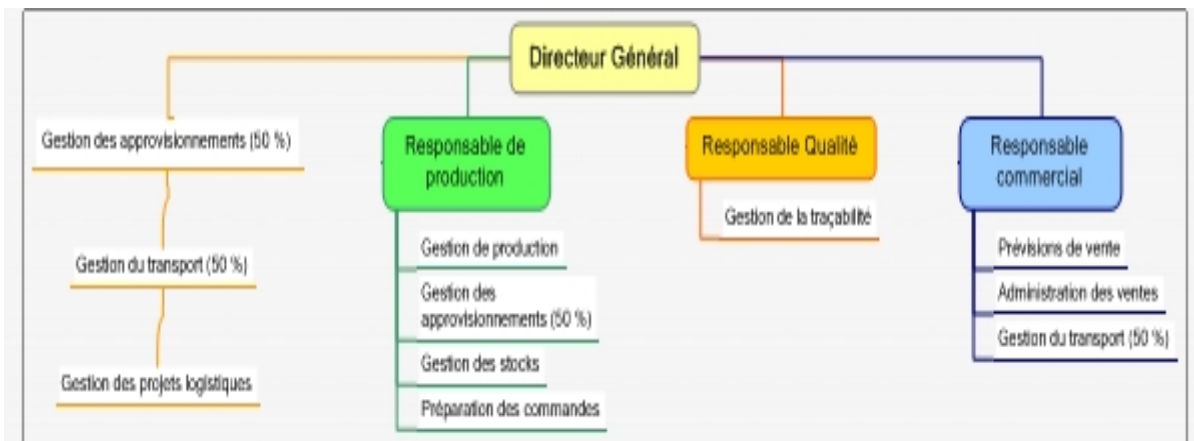 Directeur Général
Gestion des approvisionnements (50 %)
Gestion du transport (50 %)
Gestion des projets logistiques
Responsable de
production
Gestion de production
Gestion des
approvisionnements (50 %)
Gestion des stocks
Préparation des commandes
Responsable Qualité
Gestion de la traçabilité
Responsable
commercial
Prévisions de vente
Administration des ventes
Gestion du transport (50 %)